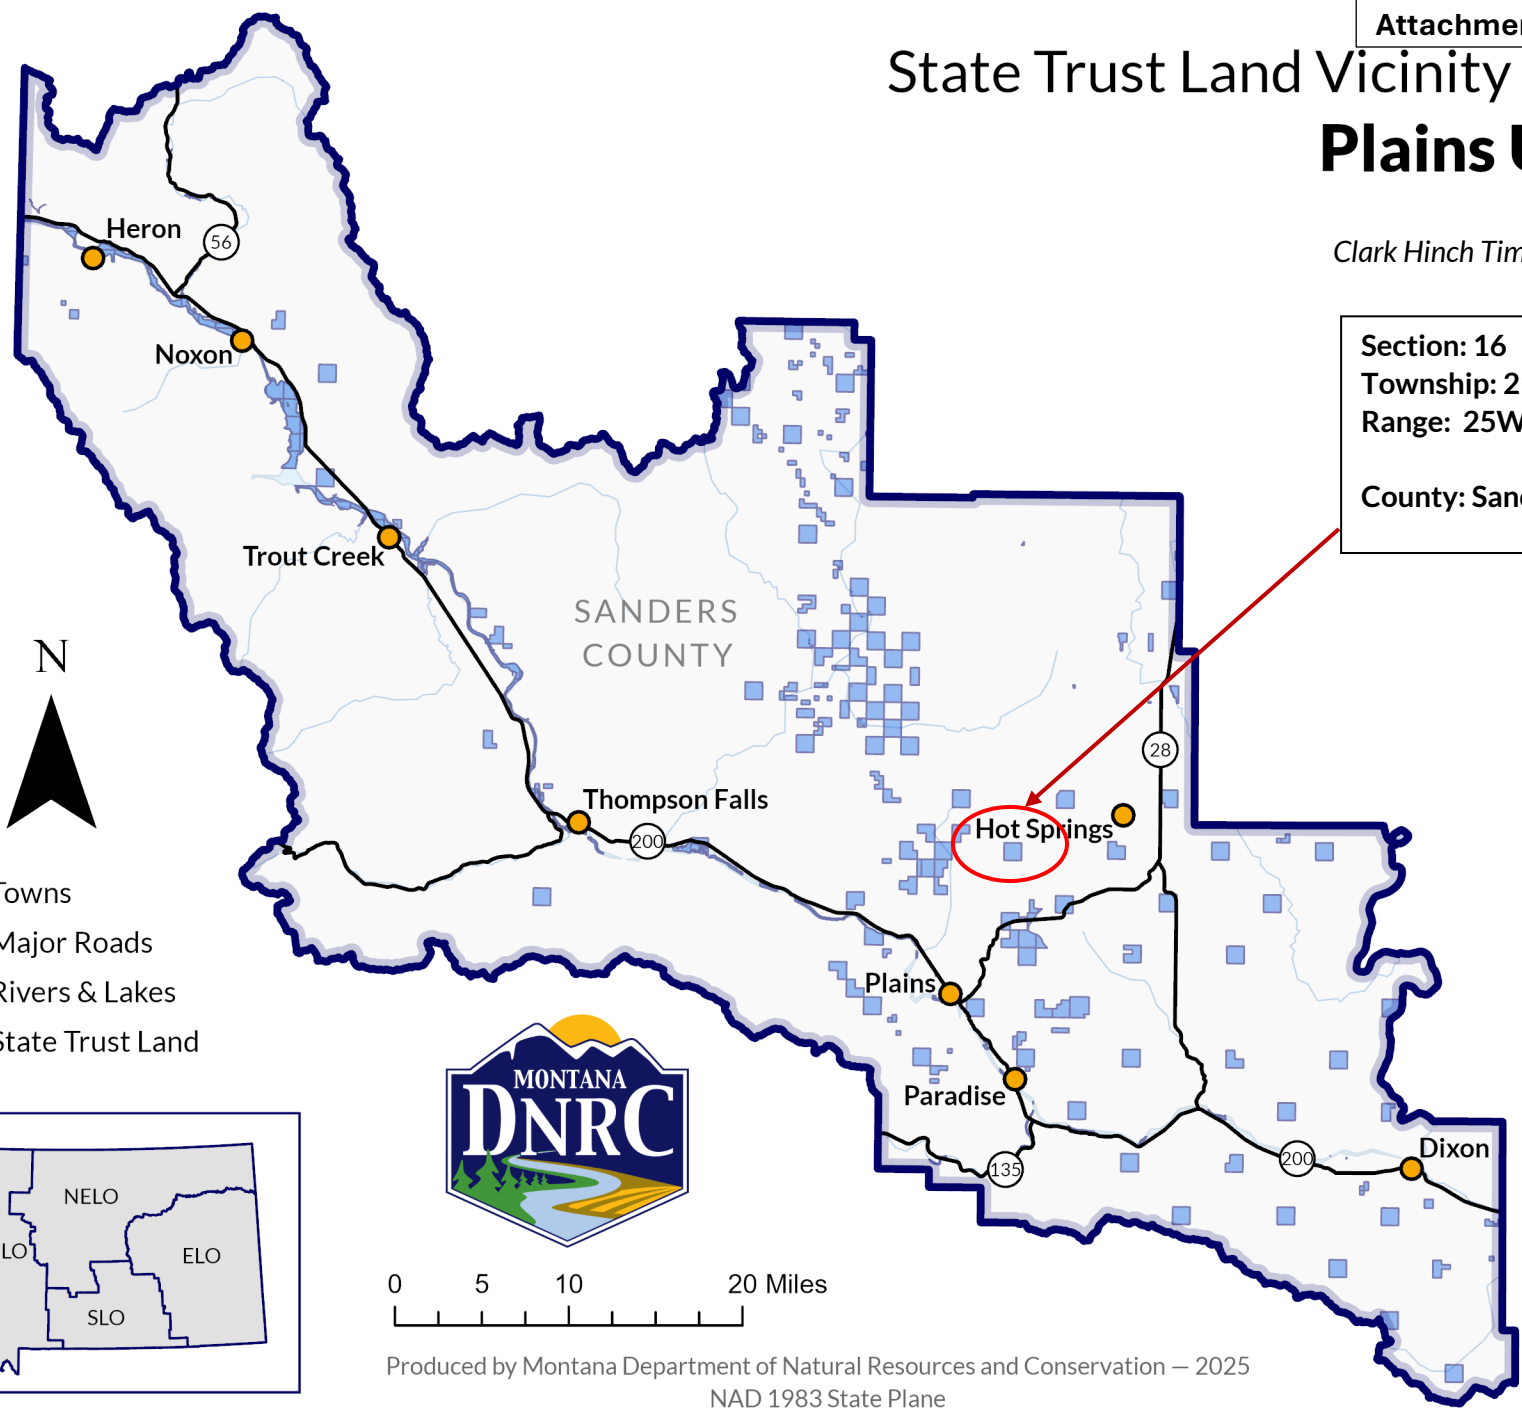 Attachmen
State Trust Land Vicinity
Plains U
Clark Hinch Tim
Section: 16
Township: 2
Range: 25W
County: Sand
Heron
56
Noxon
Trout Creek
SANDERS
COUNTY
N
28
Thompson Falls
200
Hot Springs
Towns
Major Roads
Rivers & Lakes
State Trust Land
Plains
Paradise
135
200
Dixon
MONTANA
DNRC
NELO
LO
ELO
SLO
0 5 10 20 Miles
Produced by Montana Department of Natural Resources and Conservation — 2025
NAD 1983 State Plane